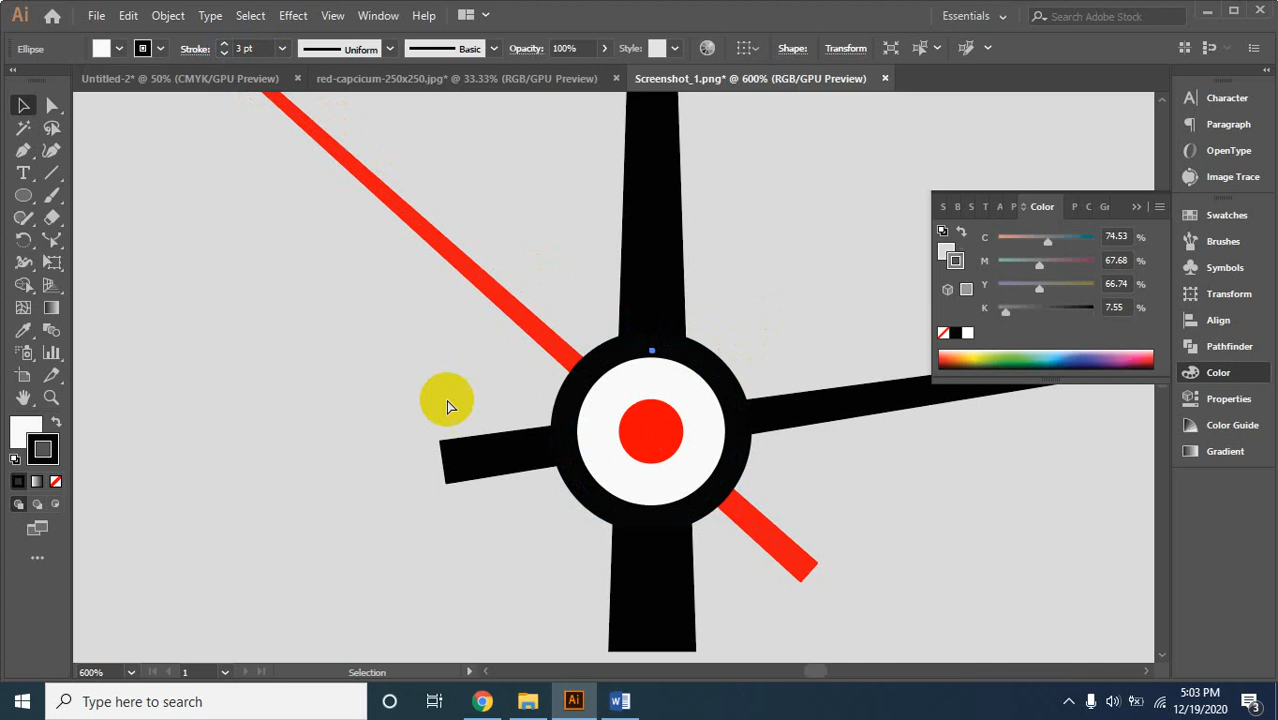 Ai File Edit Object Type Select Effect View Window Help Essentials Search Adobe Stock
Ellipse Stroke: 3 pt Uniform Basic Opacity: 100% Style: Shape: Transform
Untitled-2* @ 50% (CMYK/GPU Preview) × red-capcicum-250x250.jpg* @ 33.33% (RGB/GPU Preview) × Screenshot_1.png* @ 600% (RGB/GPU Preview) ×
Character
Paragraph
OpenType
Image Trace
Swatches
Brushes
Symbols
Transform
Align
Pathfinder
Color
Properties
Color Guide
Gradient
S B S T A P Color P C Gr
C 74.53 %
M 67.68 %
Y 66.74 %
K 7.55 %
600% 1 Selection
Type here to search
5:03 PM
12/19/2020
3